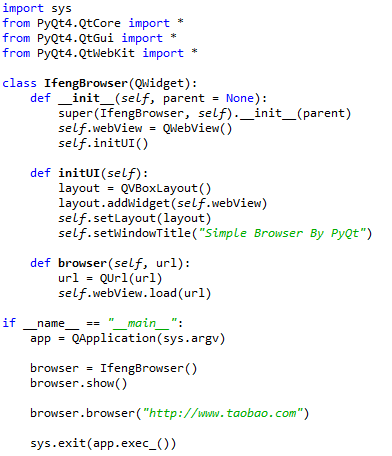 import sys
from PyQt4.QtCore import *
from PyQt4.QtGui import *
from PyQt4.QtWebKit import *

class IfengBrowser(QWidget):
    def __init__(self, parent = None):
        super(IfengBrowser, self).__init__(parent)
        self.webView = QWebView()
        self.initUI()

    def initUI(self):
        layout = QVBoxLayout()
        layout.addWidget(self.webView)
        self.setLayout(layout)
        self.setWindowTitle("Simple Browser By PyQt")

    def browser(self, url):
        url = QUrl(url)
        self.webView.load(url)

if __name__ == "__main__":
    app = QApplication(sys.argv)

    browser = IfengBrowser()
    browser.show()

    browser.browser("http://www.taobao.com")

    sys.exit(app.exec_())